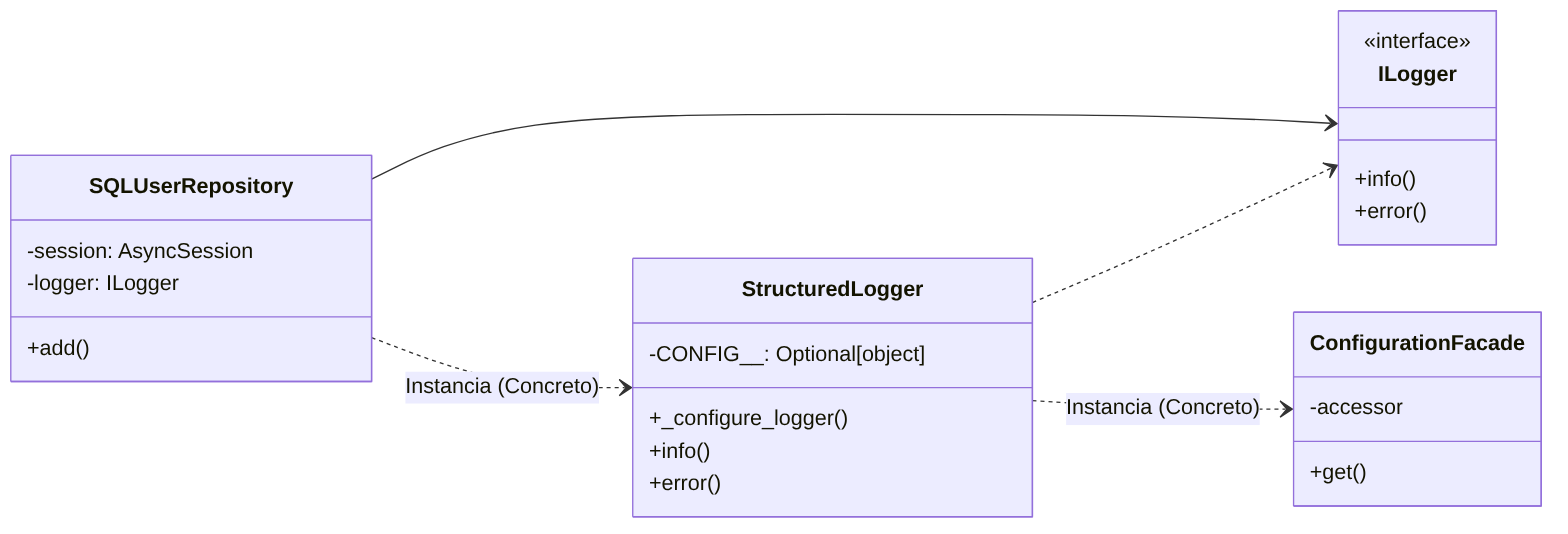 SQLUserRepository
-session: AsyncSession
-logger: ILogger
+add()
Instancia (Concreto)
StructuredLogger
-CONFIG__: Optional[object]
+_configure_logger()
+info()
+error()
Instancia (Concreto)
«interface»
ILogger
+info()
+error()
ConfigurationFacade
-accessor
+get()